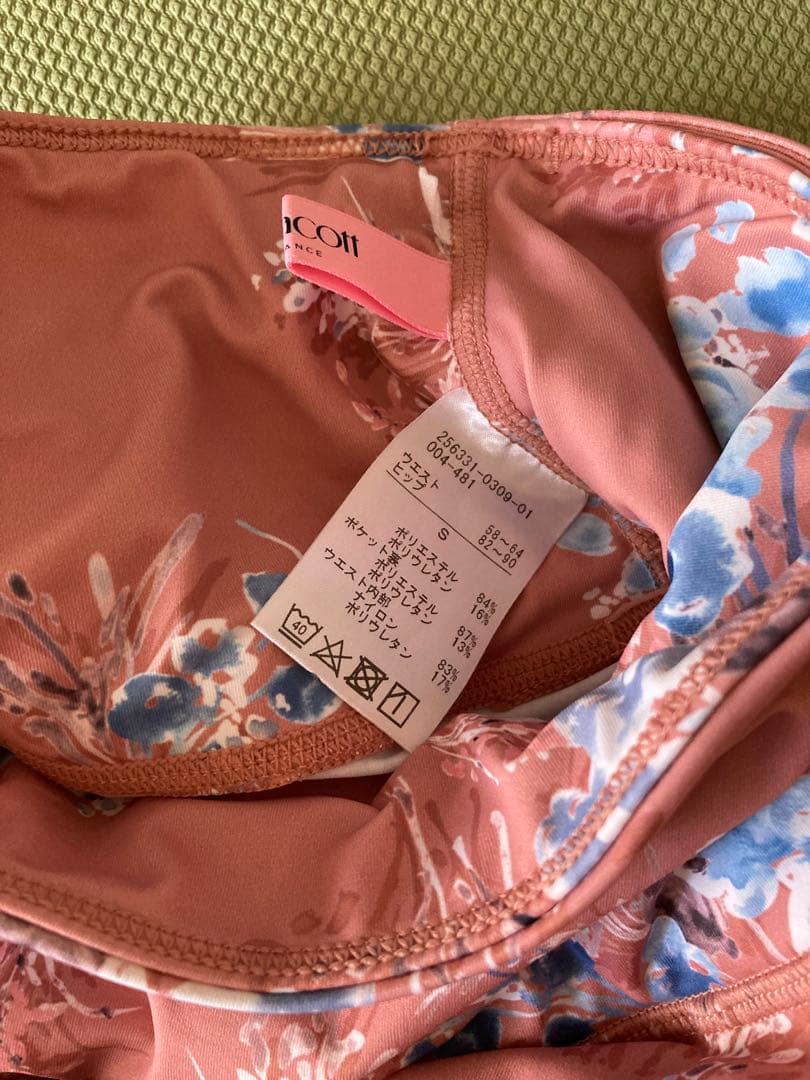 acott
ANCE
256331-0309-01
004-481
S
ウエスト 58~64
ヒップ 82~90
ポリエステル 84%
ポリウレタン 16%
ポケット裏
ポリエステル 87%
ポリウレタン 13%
ウエスト内部
ナイロン 83%
ポリウレタン 17%
40